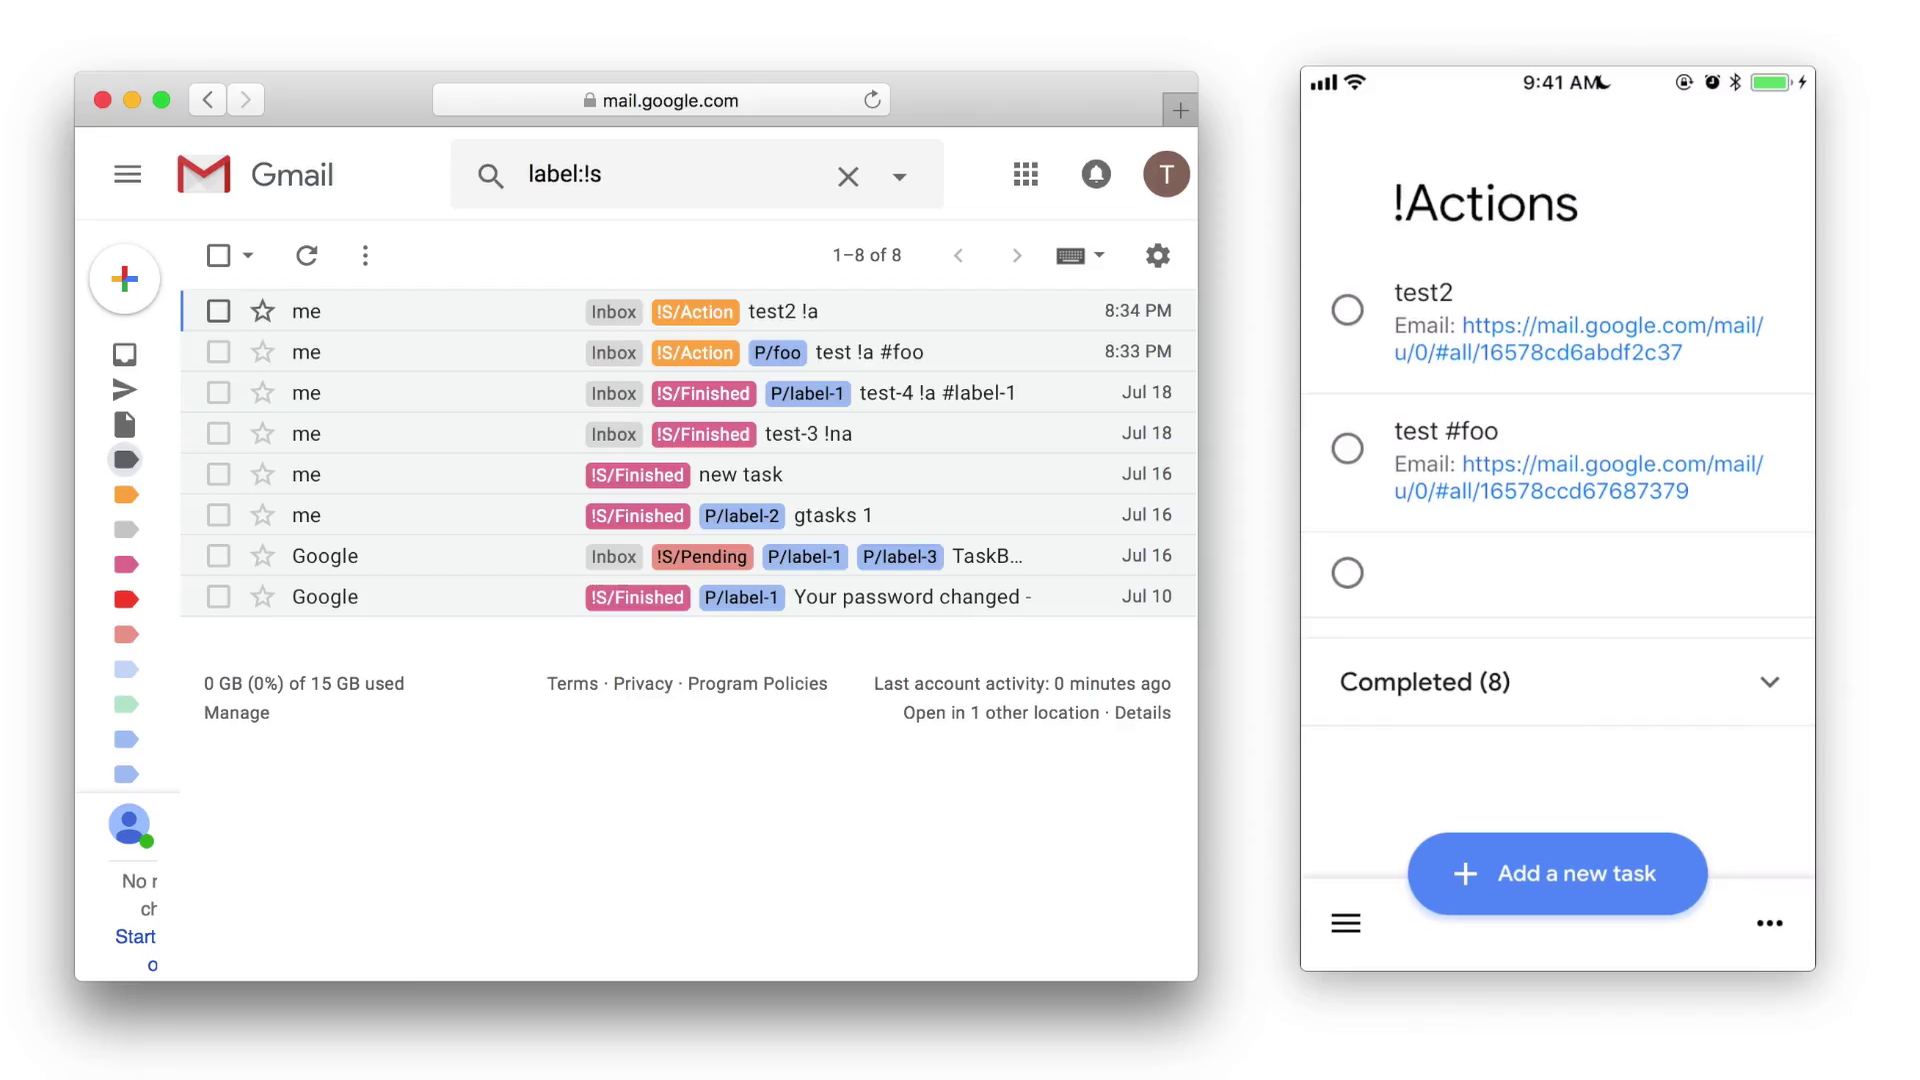 mail.google.com
Gmail
label:!s
T
1–8 of 8
me Inbox !S/Action test2 !a 8:34 PM
me Inbox !S/Action P/foo test !a #foo 8:33 PM
me Inbox !S/Finished P/label-1 test-4 !a #label-1 Jul 18
me Inbox !S/Finished test-3 !na Jul 18
me !S/Finished new task Jul 16
me !S/Finished P/label-2 gtasks 1 Jul 16
Google Inbox !S/Pending P/label-1 P/label-3 TaskB... Jul 16
Google !S/Finished P/label-1 Your password changed - Jul 10
0 GB (0%) of 15 GB used
Manage
Terms · Privacy · Program Policies
Last account activity: 0 minutes ago
Open in 1 other location · Details
No r
ch
Start
o
9:41 AM
!Actions
test2
Email: https://mail.google.com/mail/
u/0/#all/16578cd6abdf2c37
test #foo
Email: https://mail.google.com/mail/
u/0/#all/16578ccd67687379
Completed (8)
+ Add a new task